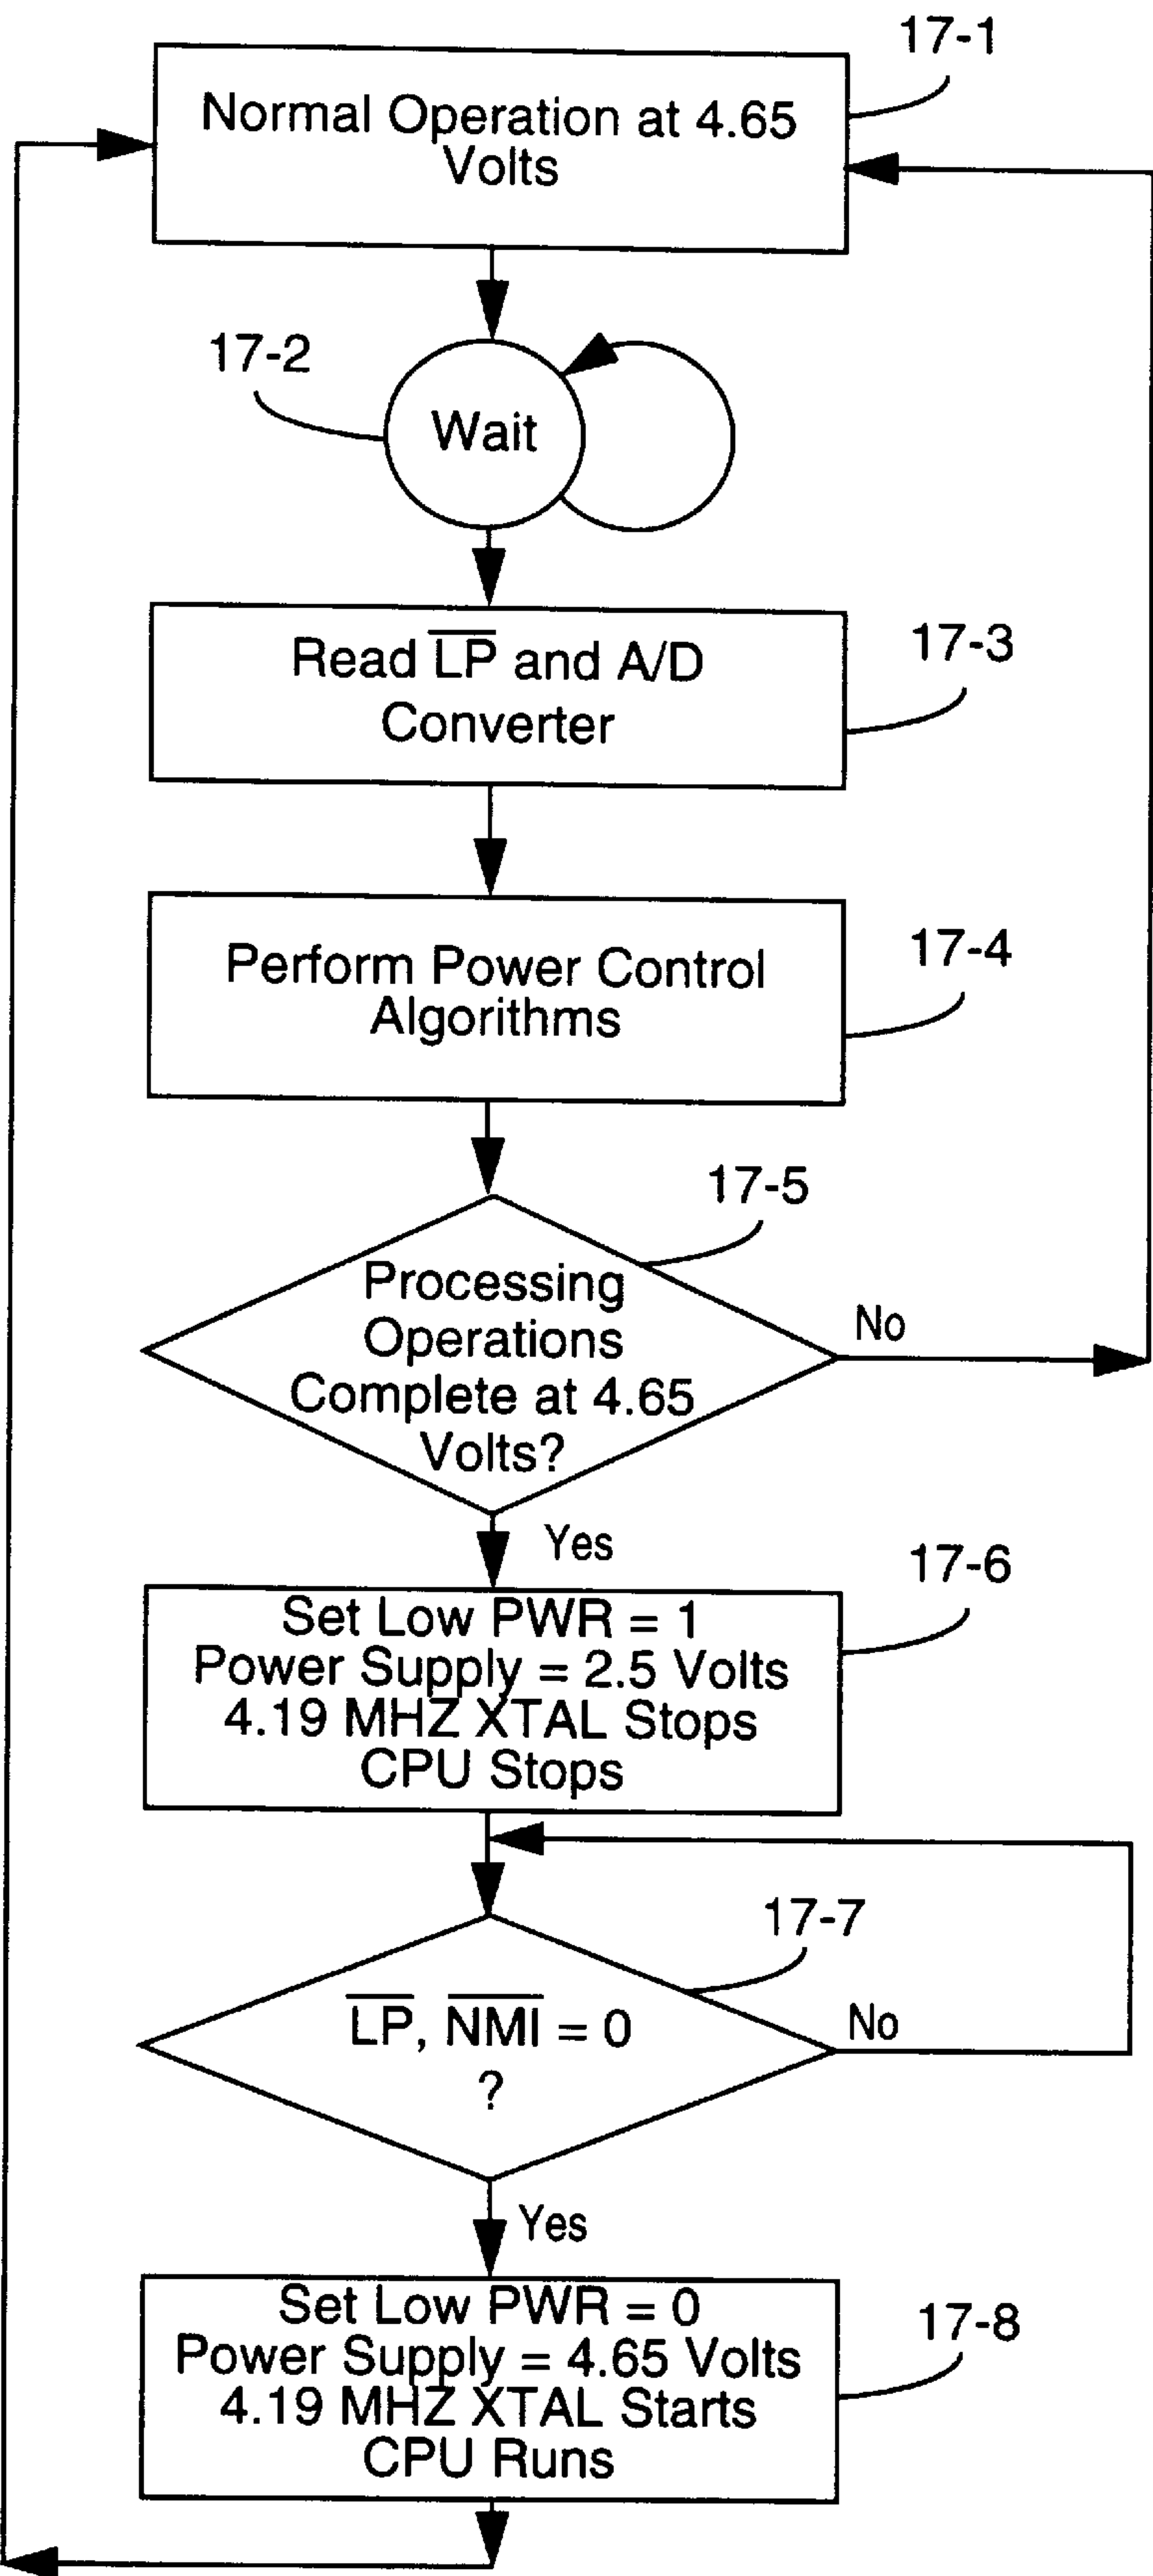 17-1
Normal Operation at 4.65
Volts
17-2
Wait
17-3
Read L̅P̅ and A/D
Converter
17-4
Perform Power Control
Algorithms
17-5
Processing
Operations
Complete at 4.65
Volts?
No
Yes
17-6
Set Low PWR = 1
Power Supply = 2.5 Volts
4.19 MHZ XTAL Stops
CPU Stops
17-7
L̅P̅, N̅M̅I̅ = 0
?
No
Yes
17-8
Set Low PWR = 0
Power Supply = 4.65 Volts
4.19 MHZ XTAL Starts
CPU Runs